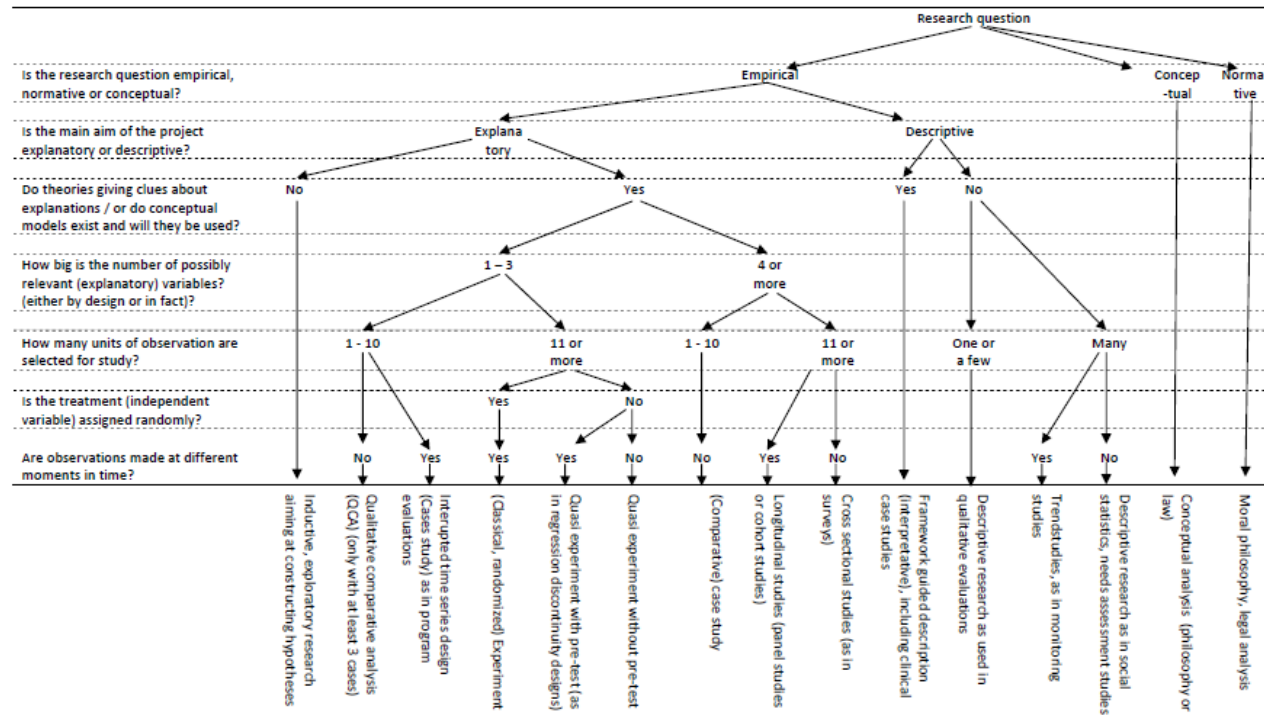 Research question
Is the research question empirical,
normative or conceptual?
Empirical
Concep
-tual
Norma
tive
Is the main aim of the project
explanatory or descriptive?
Explana
tory
Descriptive
Do theories giving clues about
explanations / or do conceptual
models exist and will they be used?
No
Yes
Yes
No
How big is the number of possibly
relevant (explanatory) variables?
(either by design or in fact)?
1 – 3
4 or
more
How many units of observation are
selected for study?
1 - 10
11 or
more
1 - 10
11 or
more
One or
a few
Many
Is the treatment (independent
variable) assigned randomly?
Yes
No
Are observations made at different
moments in time?
No
Yes
Yes
Yes
No
No
Yes
No
Yes
No
Inductive, exploratory research
aiming at constructing hypotheses
Qualitative comparative analysis
(QCA) (only with at least 3 cases)
Interupted time series design
(Cases study) as in program
evaluations
(Classical, randomized) Experiment
Quasi experiment with pre-test (as
in regression discontinuity designs)
Quasi experiment without pre-test
(Comparative) case study
Longitudinal studies (panel studies
or cohort studies)
Cross sectional studies (as in
surveys)
Framework guided description
(interpretative), including clinical
case studies
Descriptive research as used in
qualitative evaluations
Trendstudies, as in monitoring
studies
Descriptive research as in social
statistics, needs assessment studies
Conceptual analysis (philosophy or
law)
Moral philosophy, legal analysis